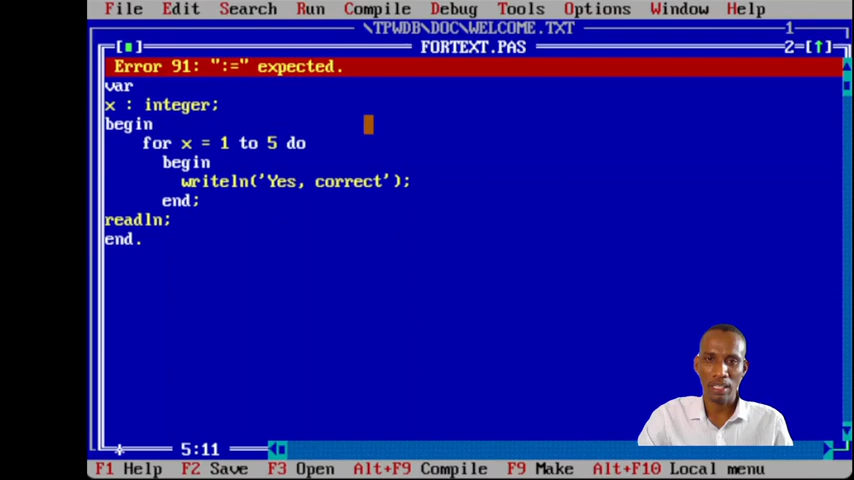 File Edit Search Run Compile Debug Tools Options Window Help
\TPWDB\DOC\WELCOME.TXT 1
[■] FORTEXT.PAS 2=[↑]
Error 91: ":=" expected.
var
x : integer;
begin
for x = 1 to 5 do
begin
writeln('Yes, correct');
end;
readln;
end.
5:11
F1 Help F2 Save F3 Open Alt+F9 Compile F9 Make Alt+F10 Local menu